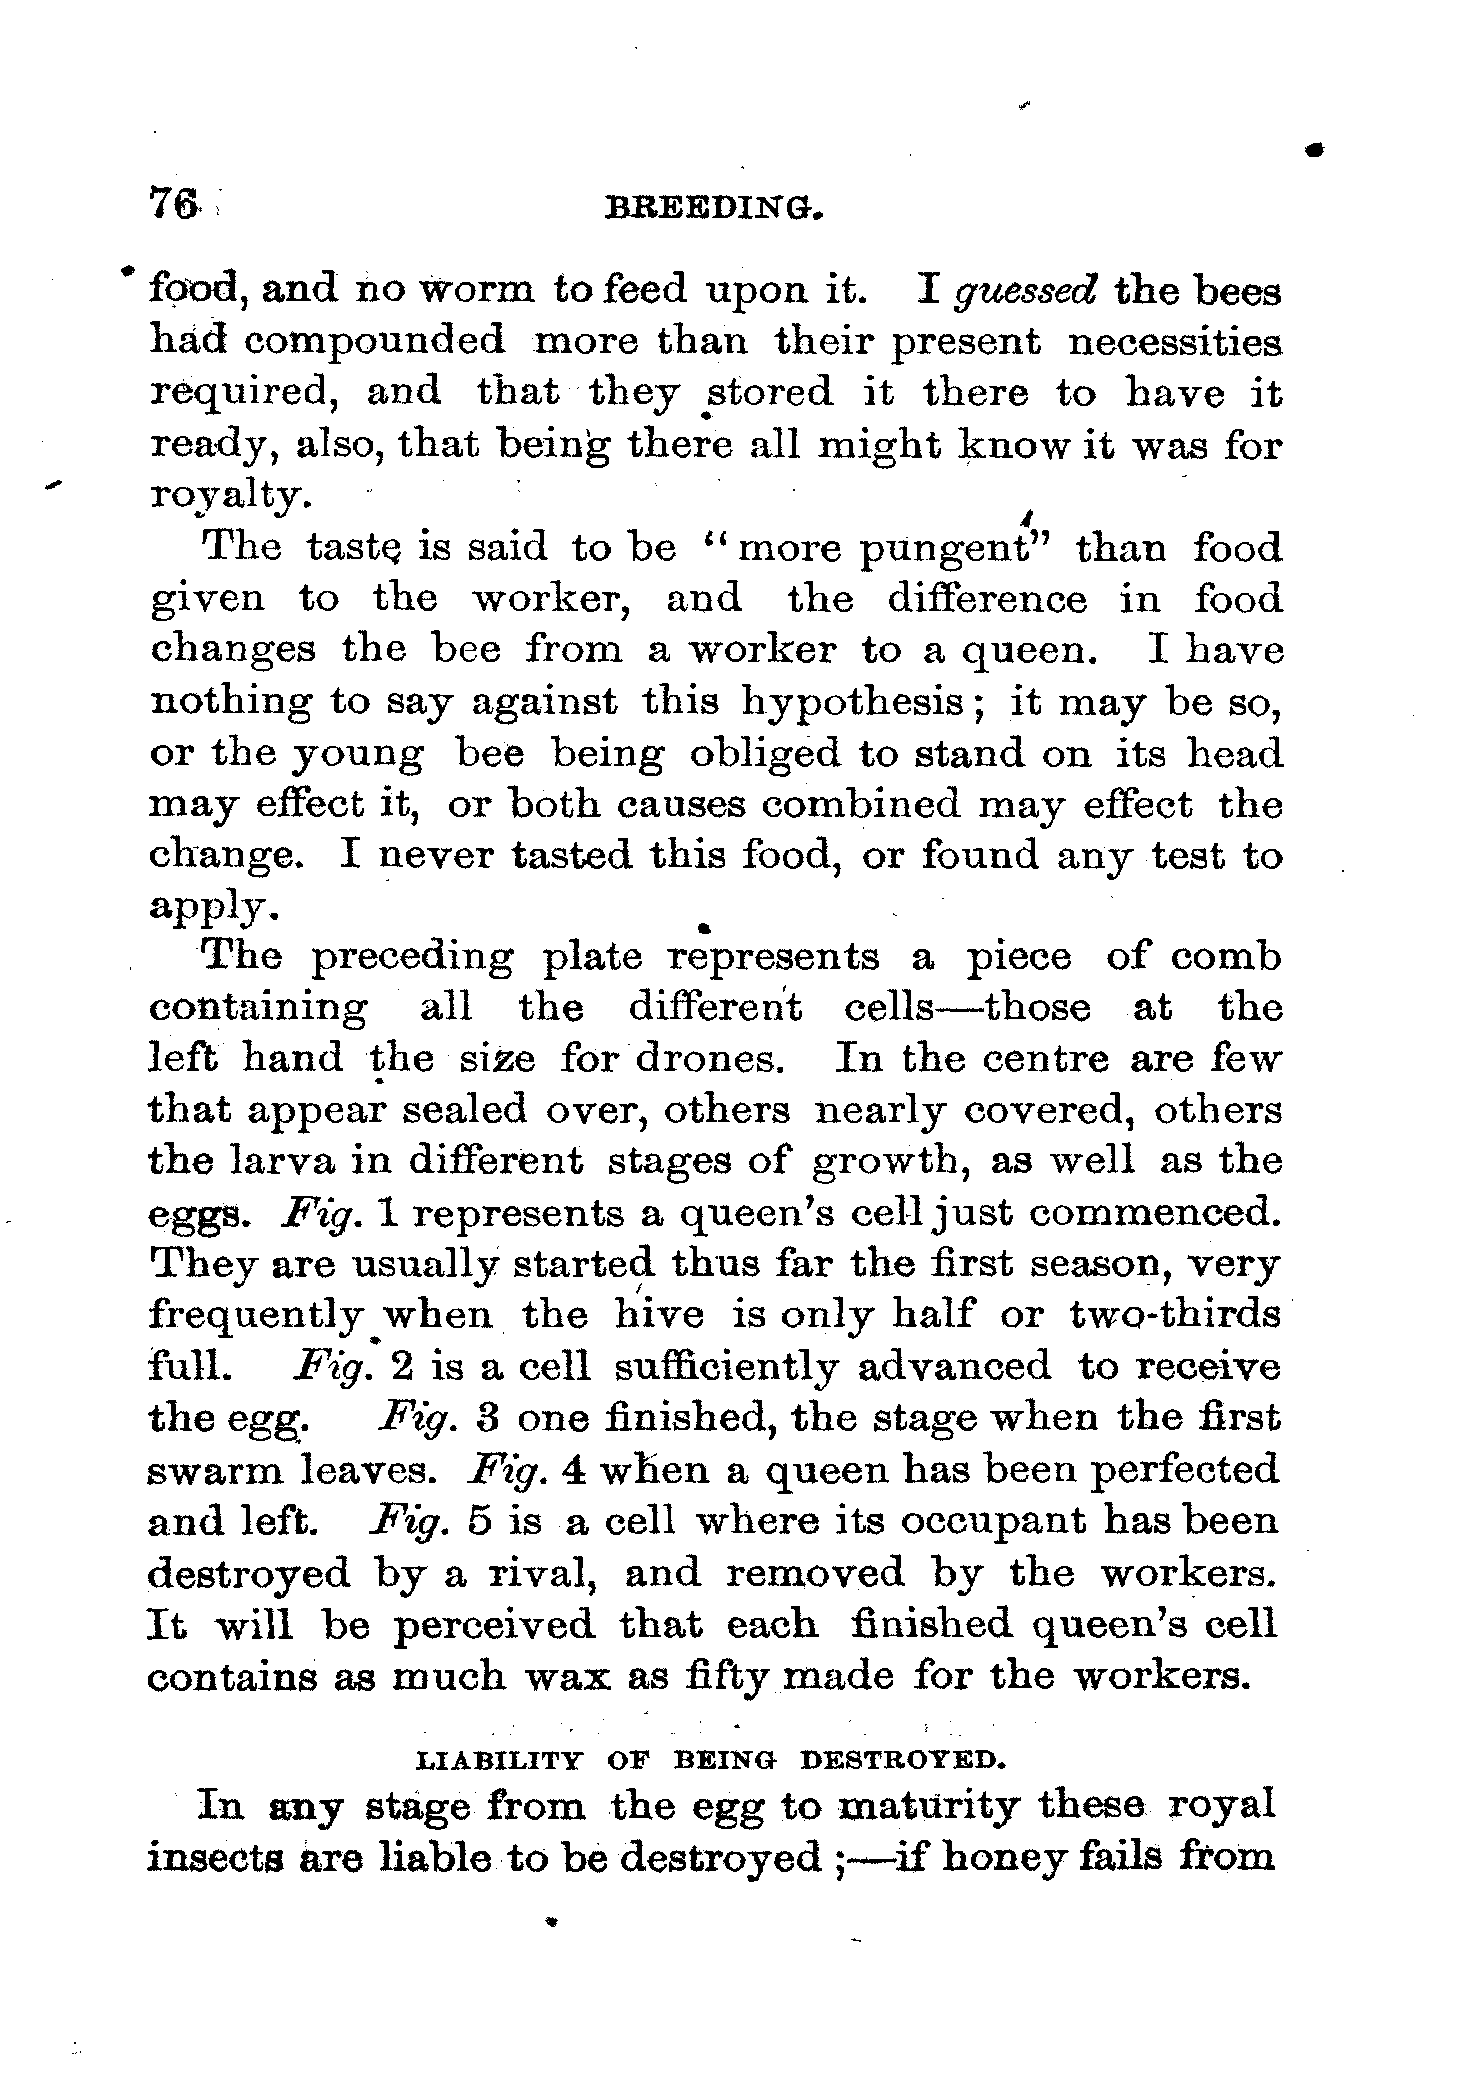 76 BREEDING.
food, and no worm to feed upon it. I guessed the bees
had compounded more than their present necessities
required, and that they stored it there to have it
ready, also, that being there all might know it was for
royalty.
The taste is said to be “more pungent” than food
given to the worker, and the difference in food
changes the bee from a worker to a queen. I have
nothing to say against this hypothesis; it may be so,
or the young bee being obliged to stand on its head
may effect it, or both causes combined may effect the
change. I never tasted this food, or found any test to
apply.
The preceding plate represents a piece of comb
containing all the different cells—those at the
left hand the size for drones. In the centre are few
that appear sealed over, others nearly covered, others
the larva in different stages of growth, as well as the
eggs. Fig. 1 represents a queen's cell just commenced.
They are usually started thus far the first season, very
frequently when the hive is only half or two-thirds
full. Fig. 2 is a cell sufficiently advanced to receive
the egg. Fig. 3 one finished, the stage when the first
swarm leaves. Fig. 4 when a queen has been perfected
and left. Fig. 5 is a cell where its occupant has been
destroyed by a rival, and removed by the workers.
It will be perceived that each finished queen's cell
contains as much wax as fifty made for the workers.
LIABILITY OF BEING DESTROYED.
In any stage from the egg to maturity these royal
insects are liable to be destroyed ;—if honey fails from